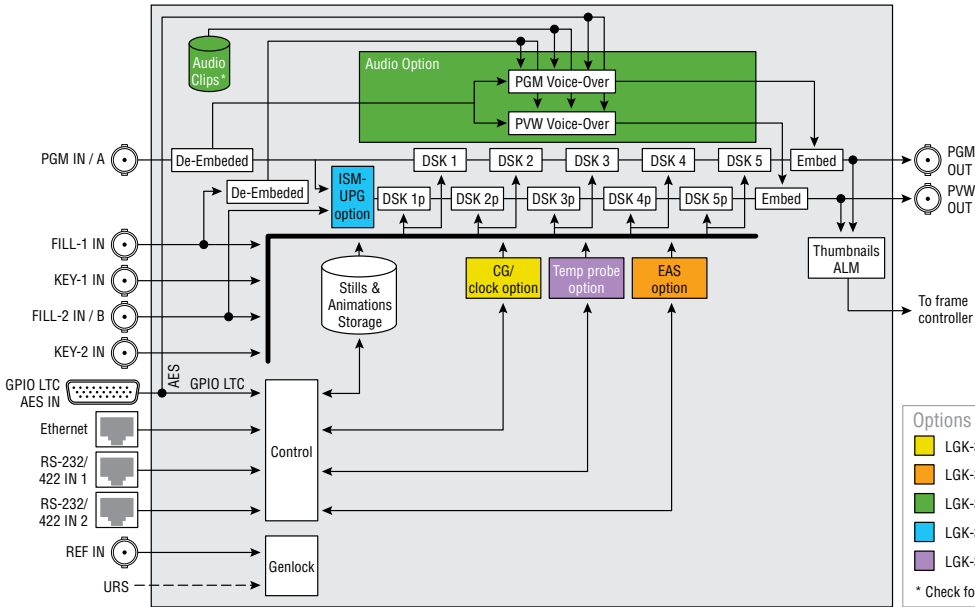 Audio
Clips*
Audio Option
PGM Voice-Over
PVW Voice-Over
PGM IN / A
De-Embeded
De-Embeded
ISM-
UPG
option
DSK 1
DSK 2
DSK 3
DSK 4
DSK 5
Embed
PGM
OUT
DSK 1p
DSK 2p
DSK 3p
DSK 4p
DSK 5p
Embed
PVW
OUT
FILL-1 IN
KEY-1 IN
FILL-2 IN / B
KEY-2 IN
Stills &
Animations
Storage
CG/
clock option
Temp probe
option
EAS
option
Thumbnails
ALM
To frame
controller
GPIO LTC
AES IN
AES
GPIO LTC
Ethernet
RS-232/
422 IN 1
RS-232/
422 IN 2
Control
REF IN
URS
Genlock
Options
LGK-
LGK-
LGK-
LGK-
LGK-
* Check fo